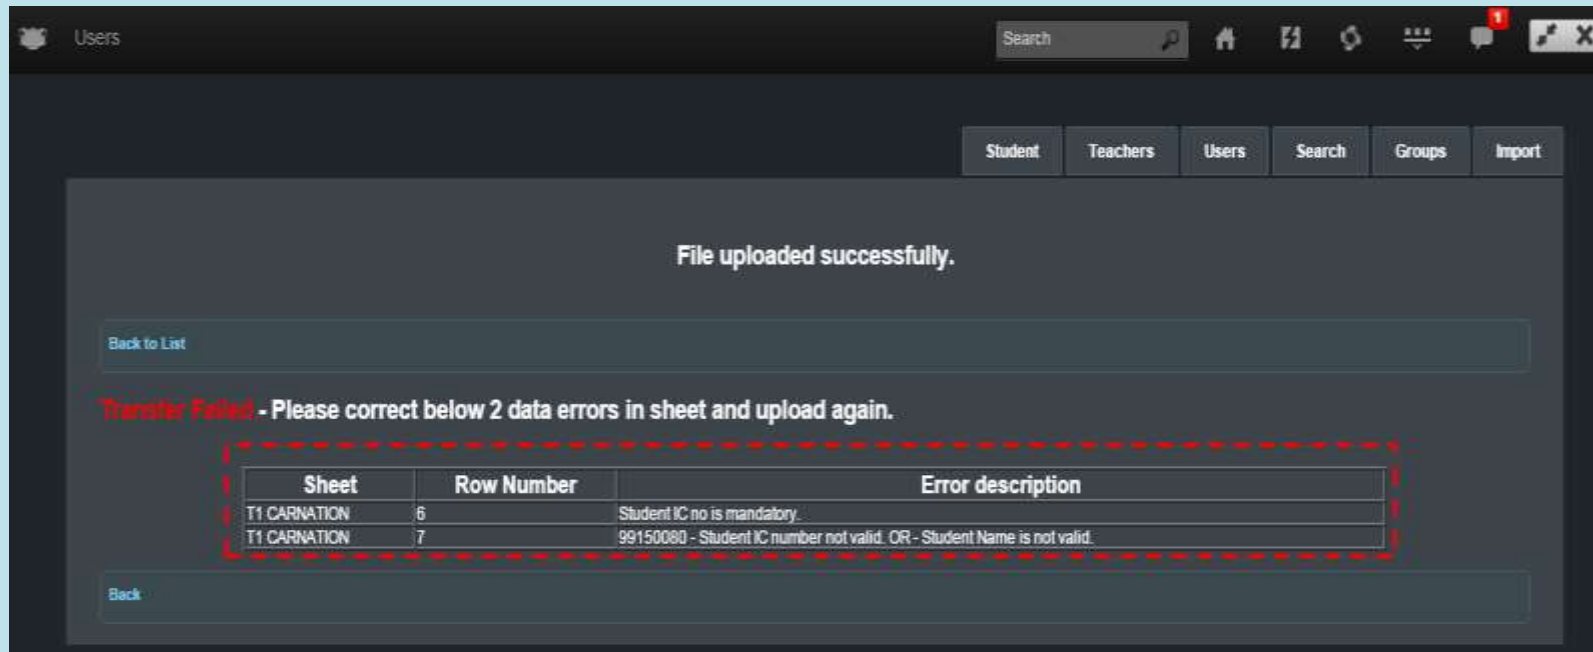 Users
Search
1
Student Teachers Users Search Groups Import
File uploaded successfully.
Back to List
Transfer Failed - Please correct below 2 data errors in sheet and upload again.
Sheet Row Number Error description
T1 CARNATION 6 Student IC no is mandatory.
T1 CARNATION 7 99150080 - Student IC number not valid. OR - Student Name is not valid.
Back